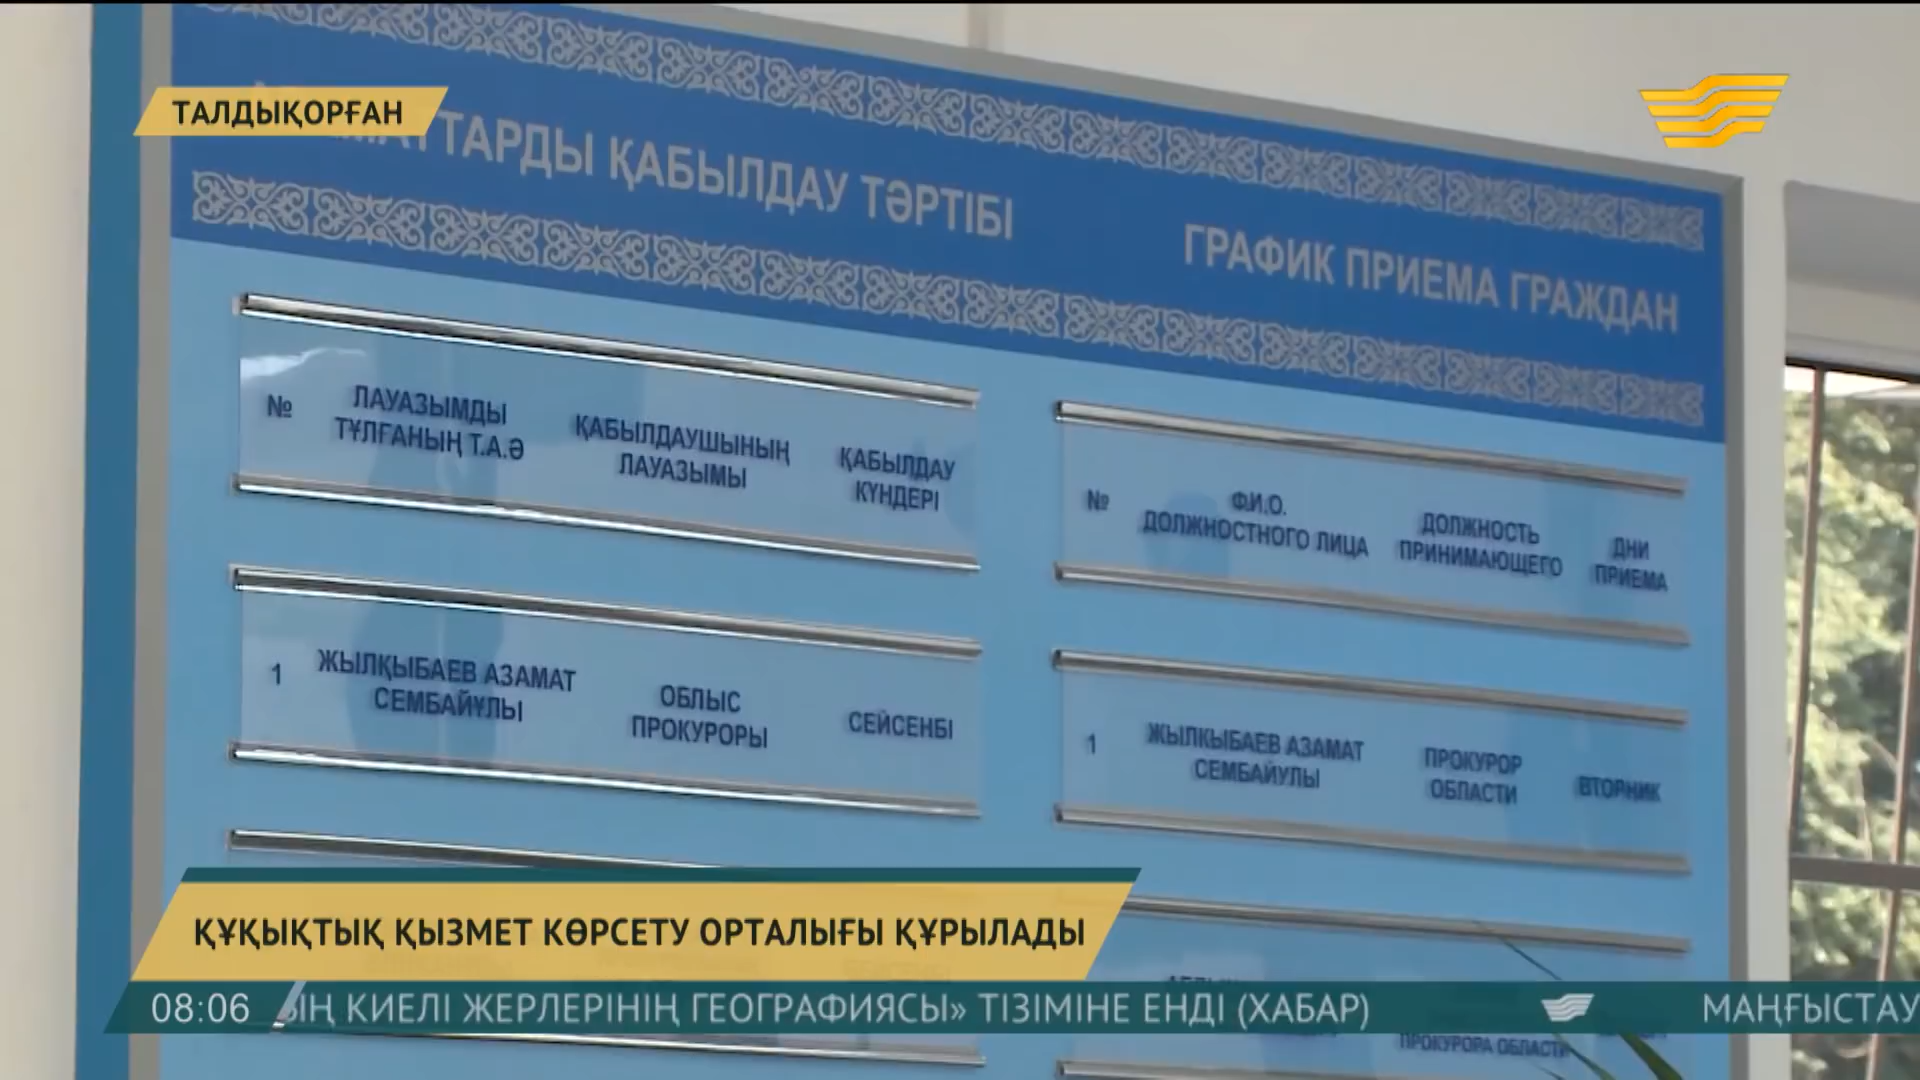 ТАЛДЫҚОРҒАН
ҚАБЫЛДАУ ТӘРТІБІ
ГРАФИК ПРИЕМА ГРАЖДАН
№
ЛАУАЗЫМДЫ
ТҰЛҒАНЫҢ Т.А.Ә
ҚАБЫЛДАУШЫНЫҢ
ЛАУАЗЫМЫ
ҚАБЫЛДАУ
КҮНДЕРІ
№
Ф.И.О.
ДОЛЖНОСТНОГО ЛИЦА
ДОЛЖНОСТЬ
ПРИНИМАЮЩЕГО
ДНИ
ПРИЕМА
1
ЖЫЛҚЫБАЕВ АЗАМАТ
СЕМБАЙҰЛЫ
ОБЛЫС
ПРОКУРОРЫ
СЕЙСЕНБІ
1
ЖЫЛКЫБАЕВ АЗАМАТ
СЕМБАЙУЛЫ
ПРОКУРОР
ОБЛАСТИ
ВТОРНИК
ПРОКУРОРА ОБЛАСТИ
ҚҰҚЫҚТЫҚ ҚЫЗМЕТ КӨРСЕТУ ОРТАЛЫҒЫ ҚҰРЫЛАДЫ
08:06 ЫҢ КИЕЛІ ЖЕРЛЕРІНІҢ ГЕОГРАФИЯСЫ» ТІЗІМІНЕ ЕНДІ (ХАБАР) МАҢҒЫСТАУ